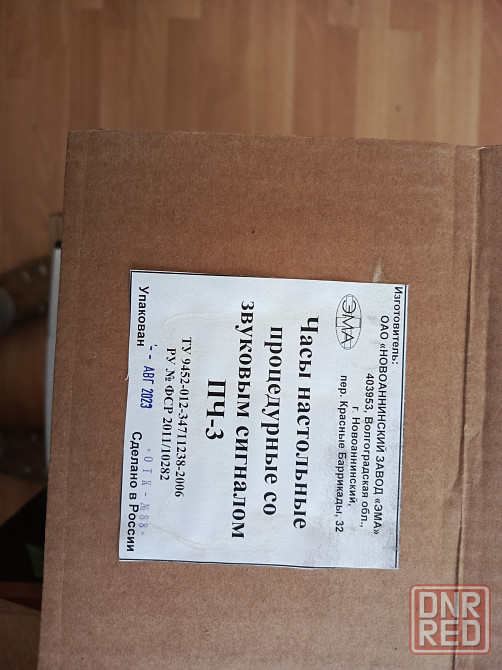 Изготовитель:
ОАО «НОВОАННИНСКИЙ ЗАВОД «ЭМА»
403953, Волгоградская обл.,
г. Новоаннинский,
пер. Красные Баррикады, 32
ЭМА
Часы настольные
процедурные со
звуковым сигналом
ПЧ-3
ТУ 9452-012-34711238-2006
РУ № ФСР 2011/10282
Упакован -- АВГ 2023 Сделано в России
ОТК-№88
DNR
RED